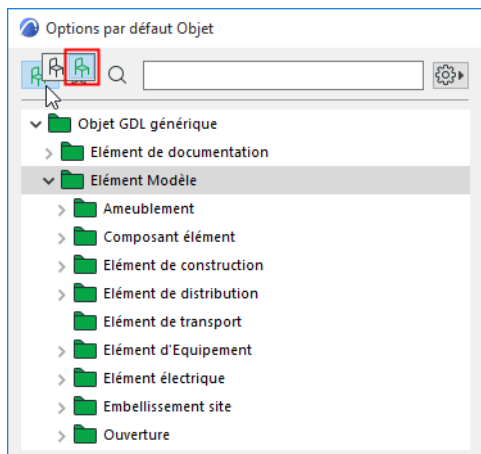 Options par défaut Objet
Objet GDL générique
Elément de documentation
Elément Modèle
Ameublement
Composant élément
Elément de construction
Elément de distribution
Elément de transport
Elément d'Equipement
Elément électrique
Embellissement site
Ouverture